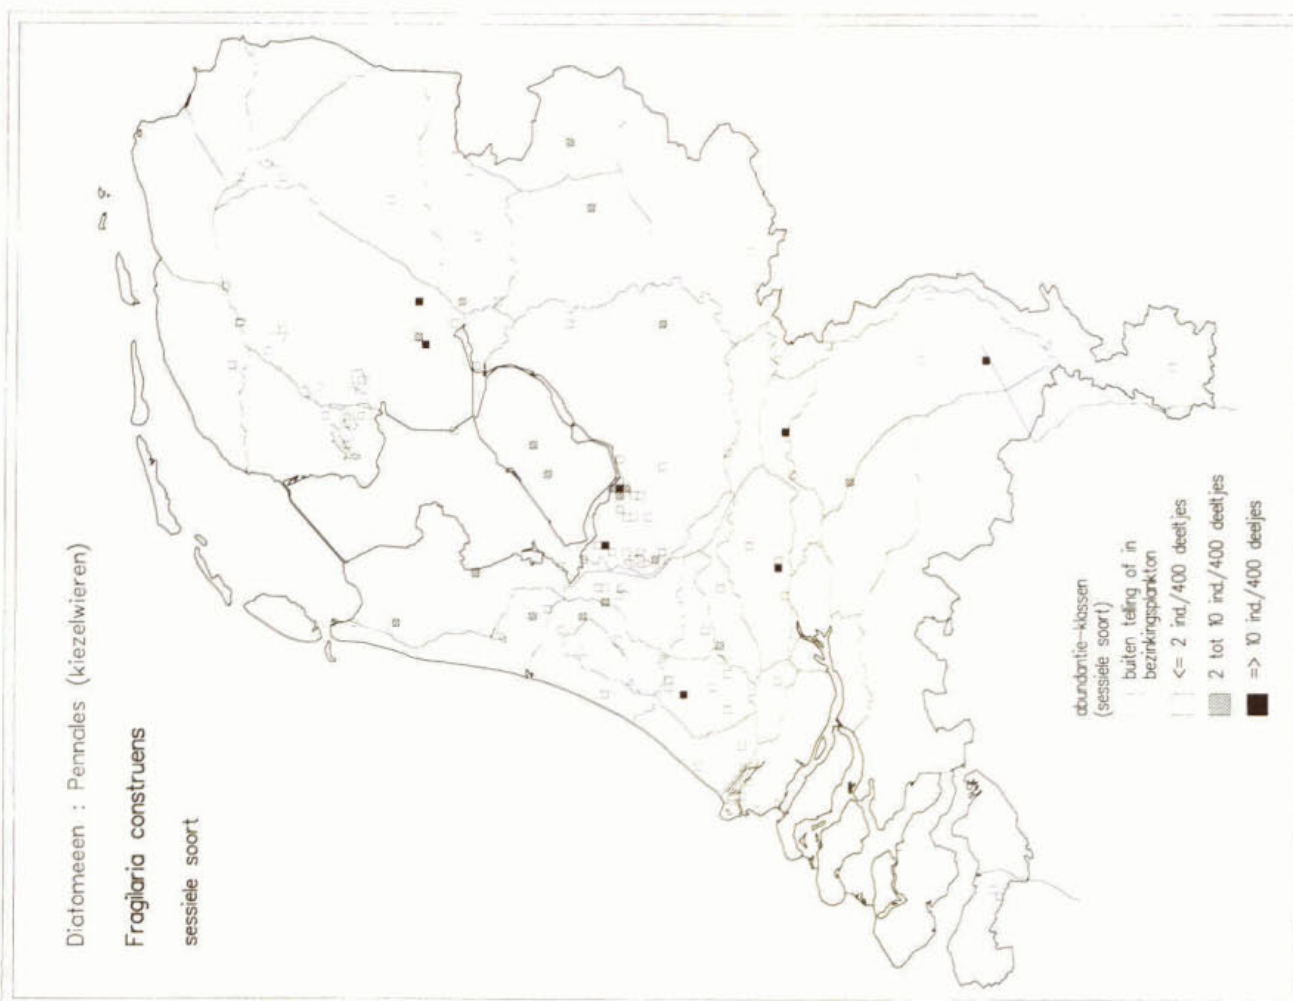 Diatomeeen : Pennales (kiezelwieren)
Fragilaria construens
sessiele soort
abundantie-klassen
(sessiele soort)
buiten telling of in
bezinkingsplankton
<= 2 ind./400 deeltjes
2 tot 10 ind./400 deeltjes
=> 10 ind./400 deeljes